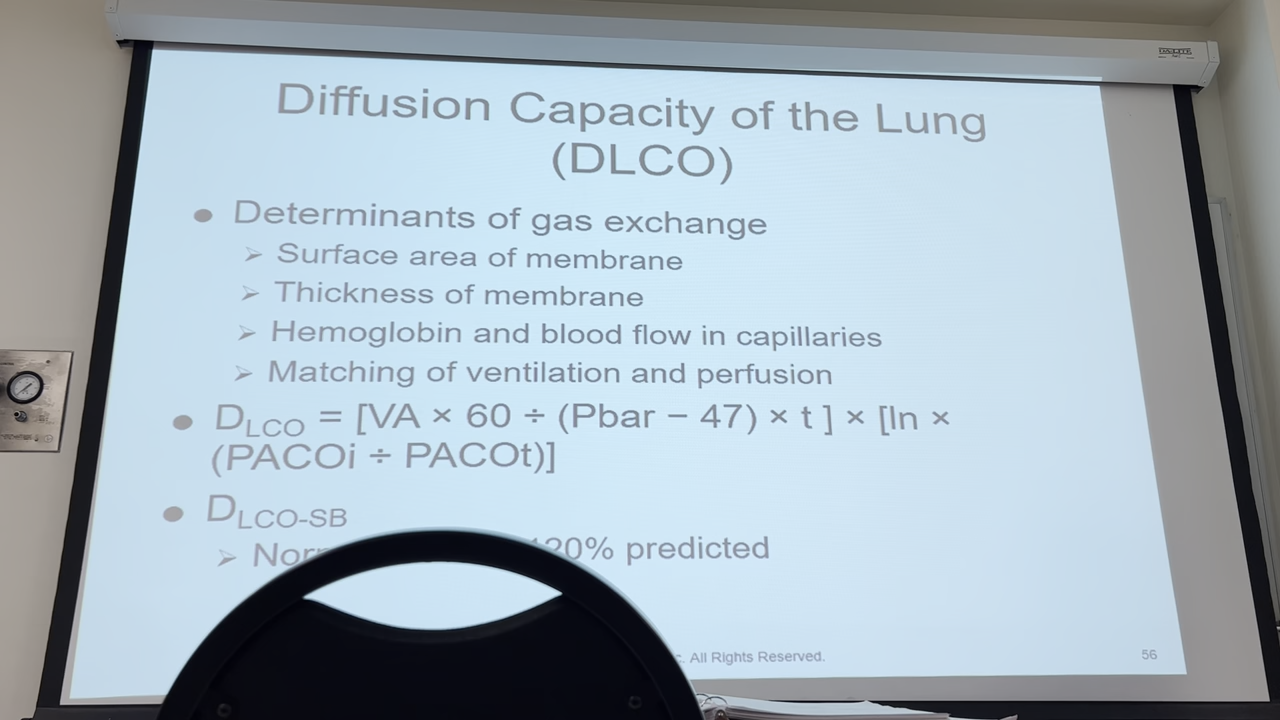 Diffusion Capacity of the Lung
(DLCO)
● Determinants of gas exchange
➢ Surface area of membrane
➢ Thickness of membrane
➢ Hemoglobin and blood flow in capillaries
➢ Matching of ventilation and perfusion
● DLCO = [VA × 60 ÷ (Pbar − 47) × t ] × [ln ×
(PACOi ÷ PACOt)]
● DLCO-SB
➢ 120% predicted
All Rights Reserved.
56